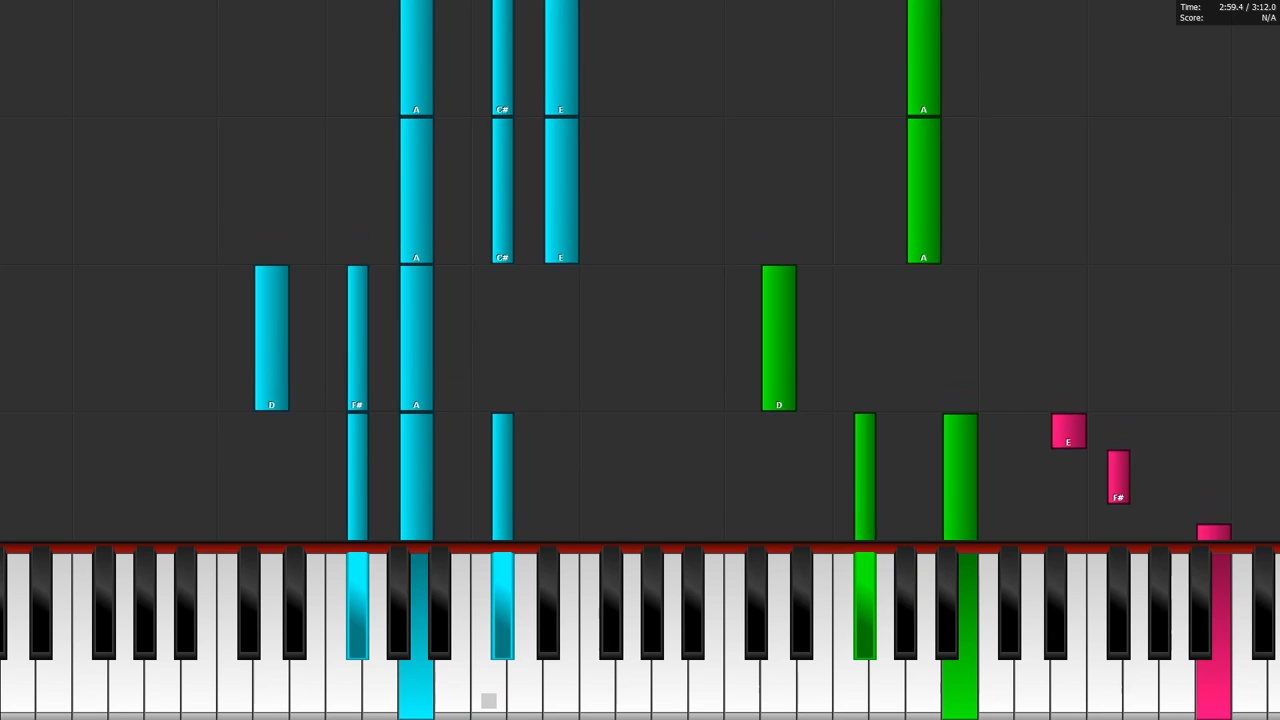 Time: 2:59.4 / 3:12.0
Score: N/A
A C# E A
A C# E A
D F# A D
E
F#